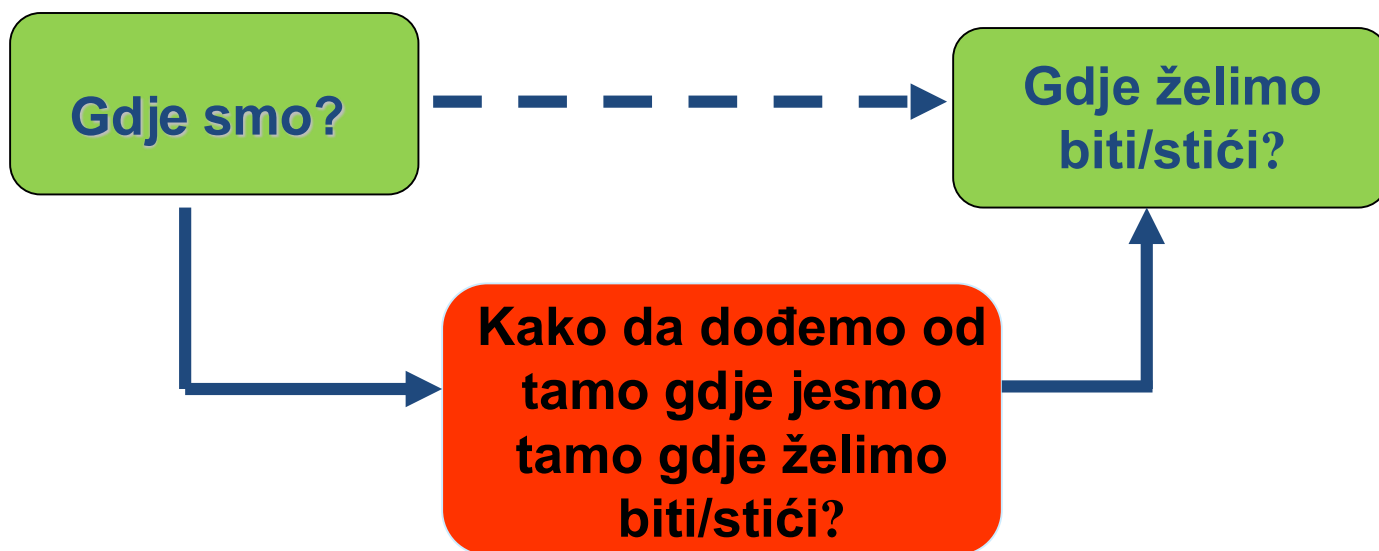 Gdje smo?
Gdje želimo
biti/stići?
Kako da dođemo od
tamo gdje jesmo
tamo gdje želimo
biti/stići?